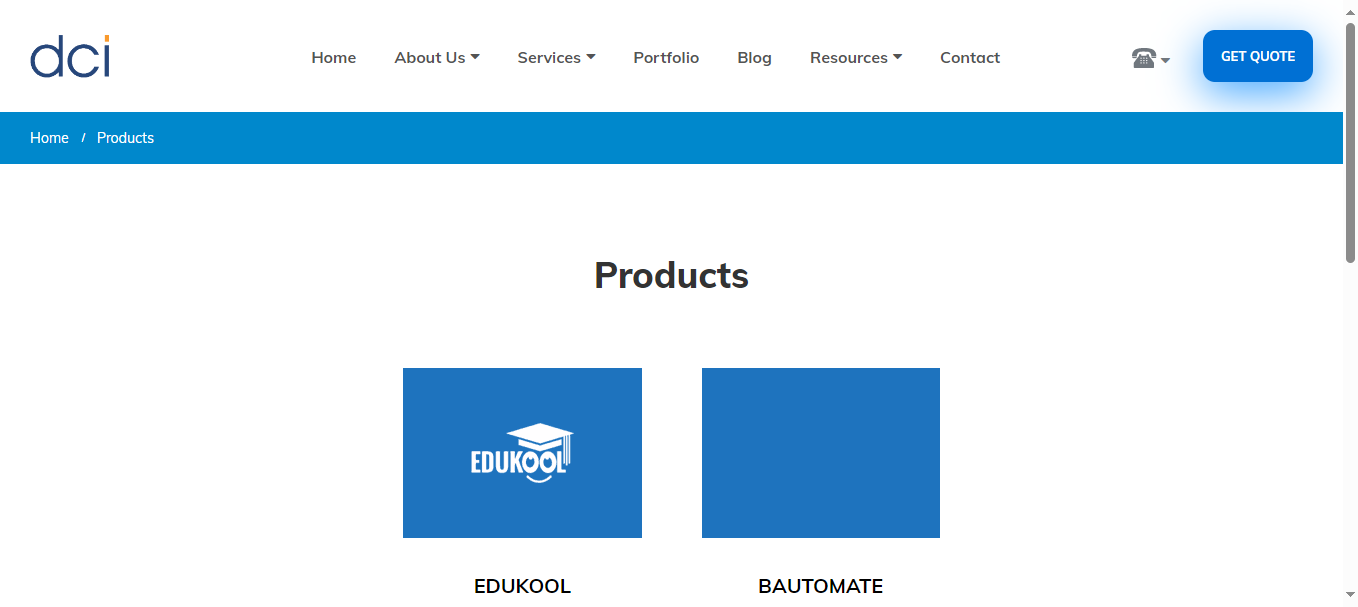 dci
Home About Us Services Portfolio Blog Resources Contact GET QUOTE
Home / Products
Products
EDUKOOL
EDUKOOL BAUTOMATE